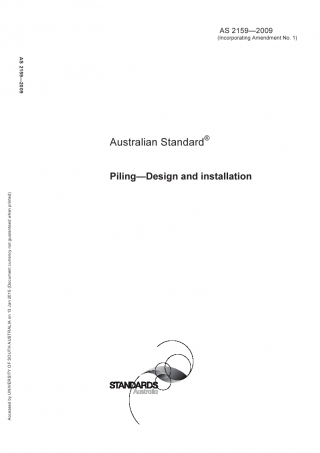 AS 2159—2009
(Incorporating Amendment No. 1)
AS 2159—2009
Australian Standard®
Piling—Design and installation
Accessed by UNIVERSITY OF SOUTH AUSTRALIA on 15 Jan 2015 (Document currency not guaranteed when printed)
STANDARDS
Australia